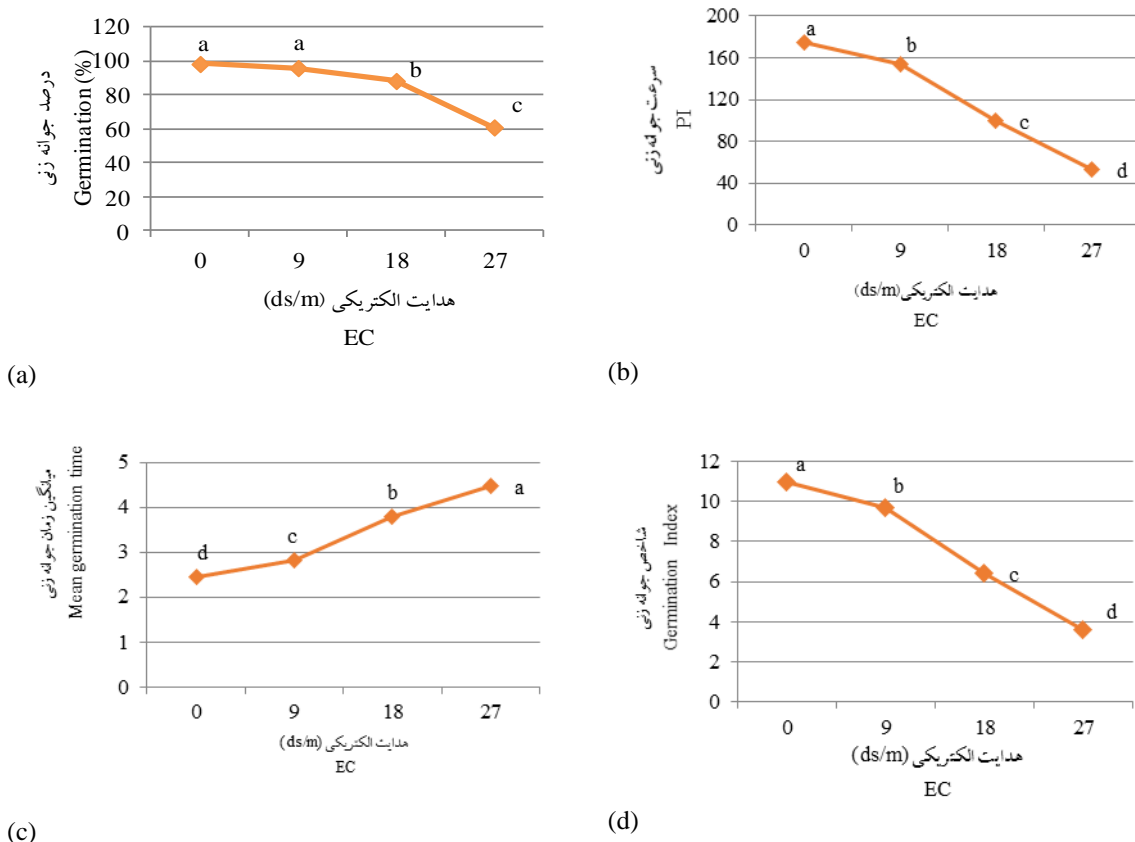 درصد جوانه زنی
Germination (%)
120
100
80
60
40
20
0
a
a
b
c
0 9 18 27
هدایت الکتریکی (ds/m)
EC
(a)
سرعت جوانه زنی
PI
200
160
120
80
40
0
a
b
c
d
0 9 18 27
هدایت الکتریکی(ds/m)
EC
(b)
میانگین زمان جوانه زنی
Mean germination time
5
4
3
2
1
0
d
c
b
a
0 9 18 27
هدایت الکتریکی (ds/m)
EC
(c)
شاخص جوانه زنی
Germination Index
12
10
8
6
4
2
0
a
b
c
d
0 9 18 27
هدایت الکتریکی (ds/m)
EC
(d)